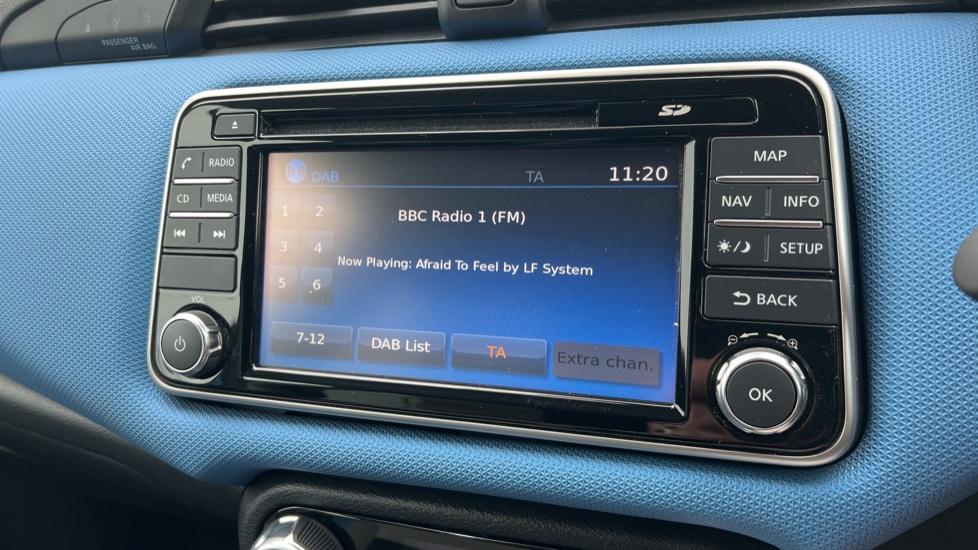 PASSENGER
AIR BAG
SD
RADIO
CD MEDIA
VOL
DAB TA 11:20
1 2
BBC Radio 1 (FM)
3 4
Now Playing: Afraid To Feel by LF System
5 6
7-12 DAB List TA Extra chan.
MAP
NAV INFO
SETUP
BACK
OK